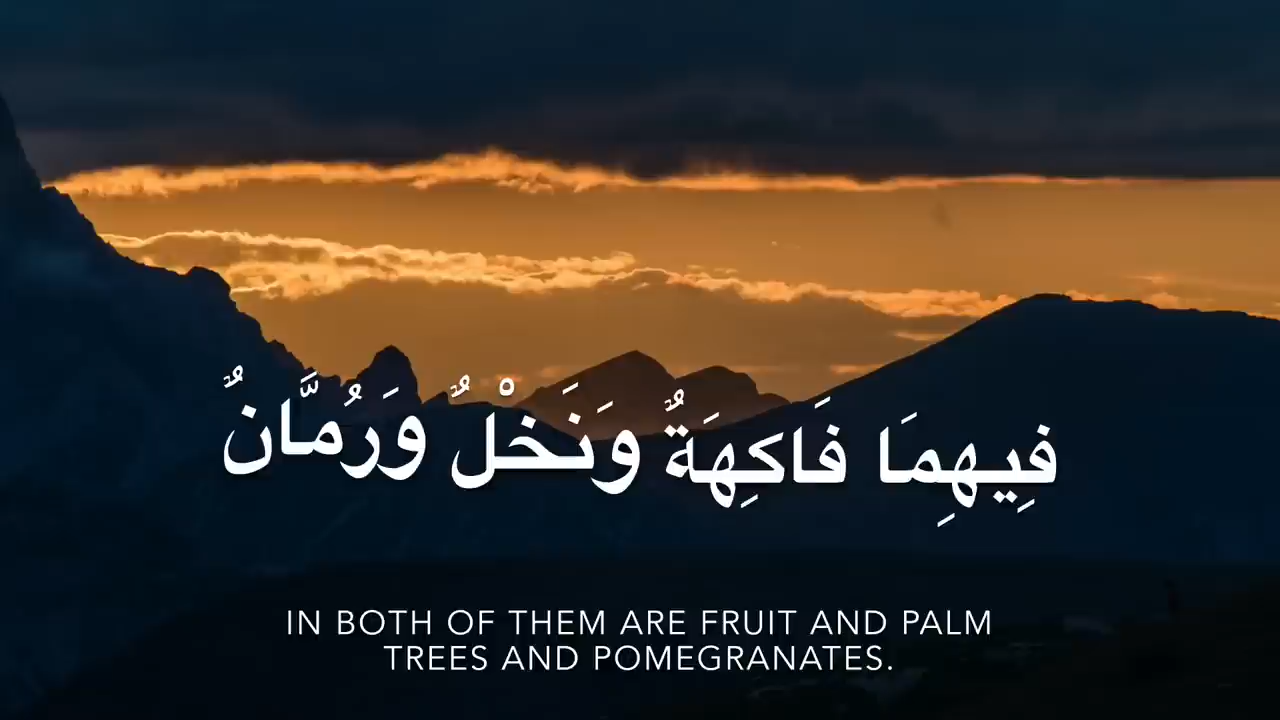 فِيهِمَا فَاكِهَةٌ وَنَخْلٌ وَرُمَّانٌ
IN BOTH OF THEM ARE FRUIT AND PALM
TREES AND POMEGRANATES.